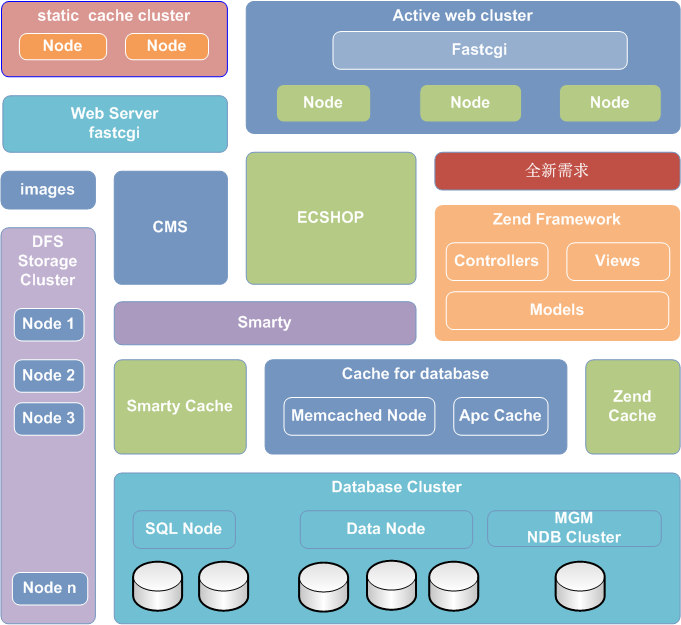 static cache cluster
Node
Node
Active web cluster
Fastcgi
Node
Node
Node
Web Server
fastcgi
images
CMS
ECSHOP
全新需求
Zend Framework
Controllers
Views
Models
DFS
Storage
Cluster
Node 1
Node 2
Node 3
Node n
Smarty
Smarty Cache
Cache for database
Memcached Node
Apc Cache
Zend
Cache
Database Cluster
SQL Node
Data Node
MGM
NDB Cluster